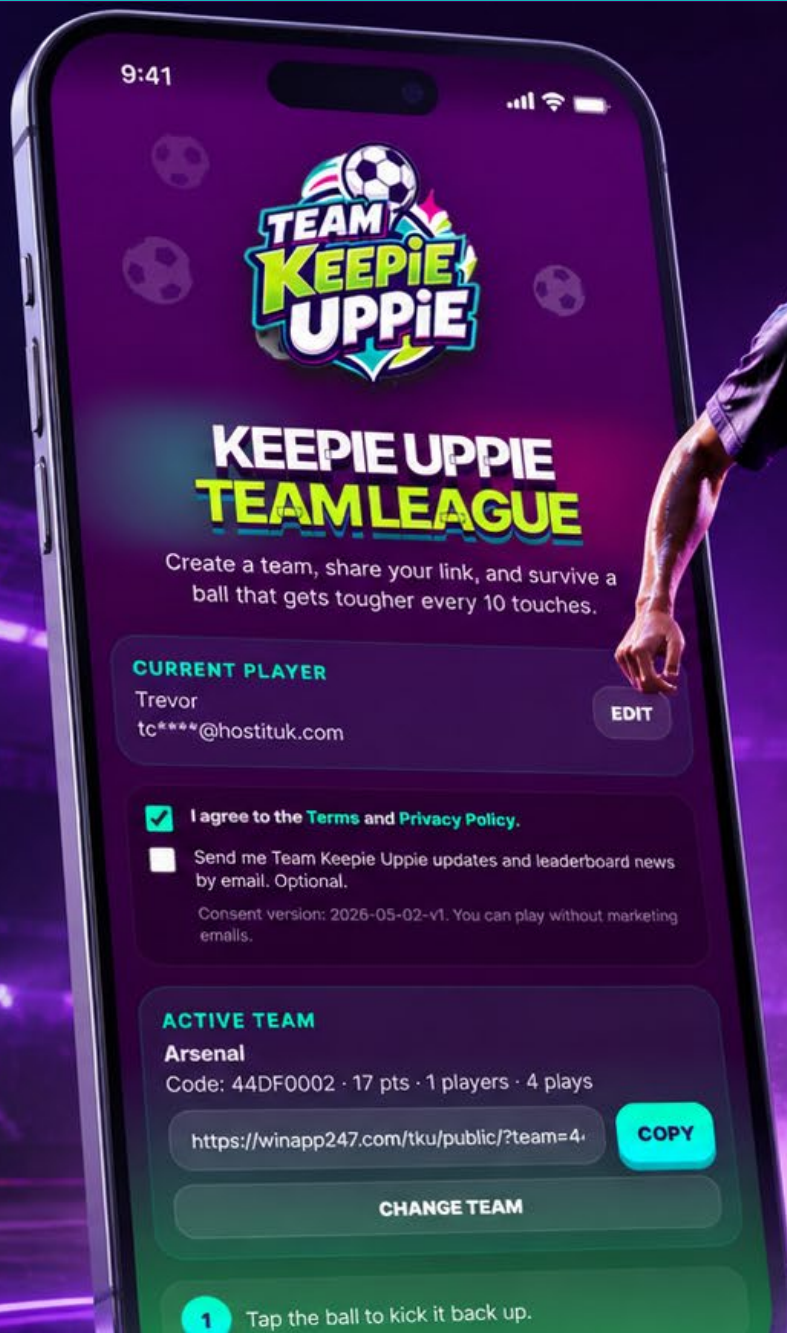 9:41
TEAM
KEEPiE
UPPiE
KEEPIE UPPIE
TEAM LEAGUE
Create a team, share your link, and survive a
ball that gets tougher every 10 touches.
CURRENT PLAYER
Trevor
tc****@hostituk.com
EDIT
I agree to the Terms and Privacy Policy.
Send me Team Keepie Uppie updates and leaderboard news
by email. Optional.
Consent version: 2026-05-02-v1. You can play without marketing
emails.
ACTIVE TEAM
Arsenal
Code: 44DF0002 · 17 pts · 1 players · 4 plays
https://winapp247.com/tku/public/?team=4
COPY
CHANGE TEAM
1 Tap the ball to kick it back up.